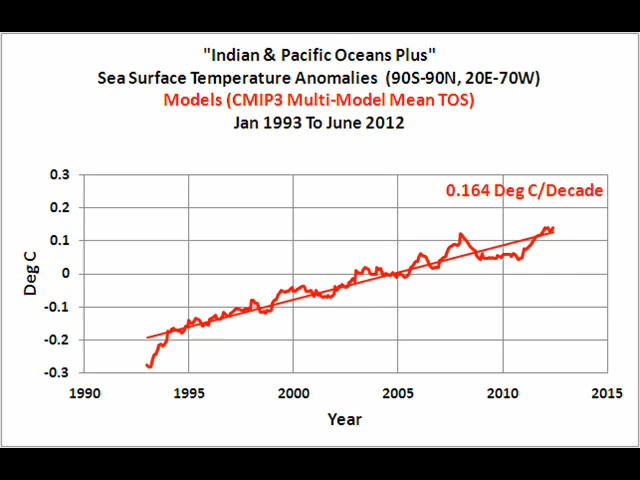 "Indian & Pacific Oceans Plus"
Sea Surface Temperature Anomalies (90S-90N, 20E-70W)
Models (CMIP3 Multi-Model Mean TOS)
Jan 1993 To June 2012
0.164 Deg C/Decade
0.3
0.2
0.1
0
-0.1
-0.2
-0.3
Deg C
1990 1995 2000 2005 2010 2015
Year